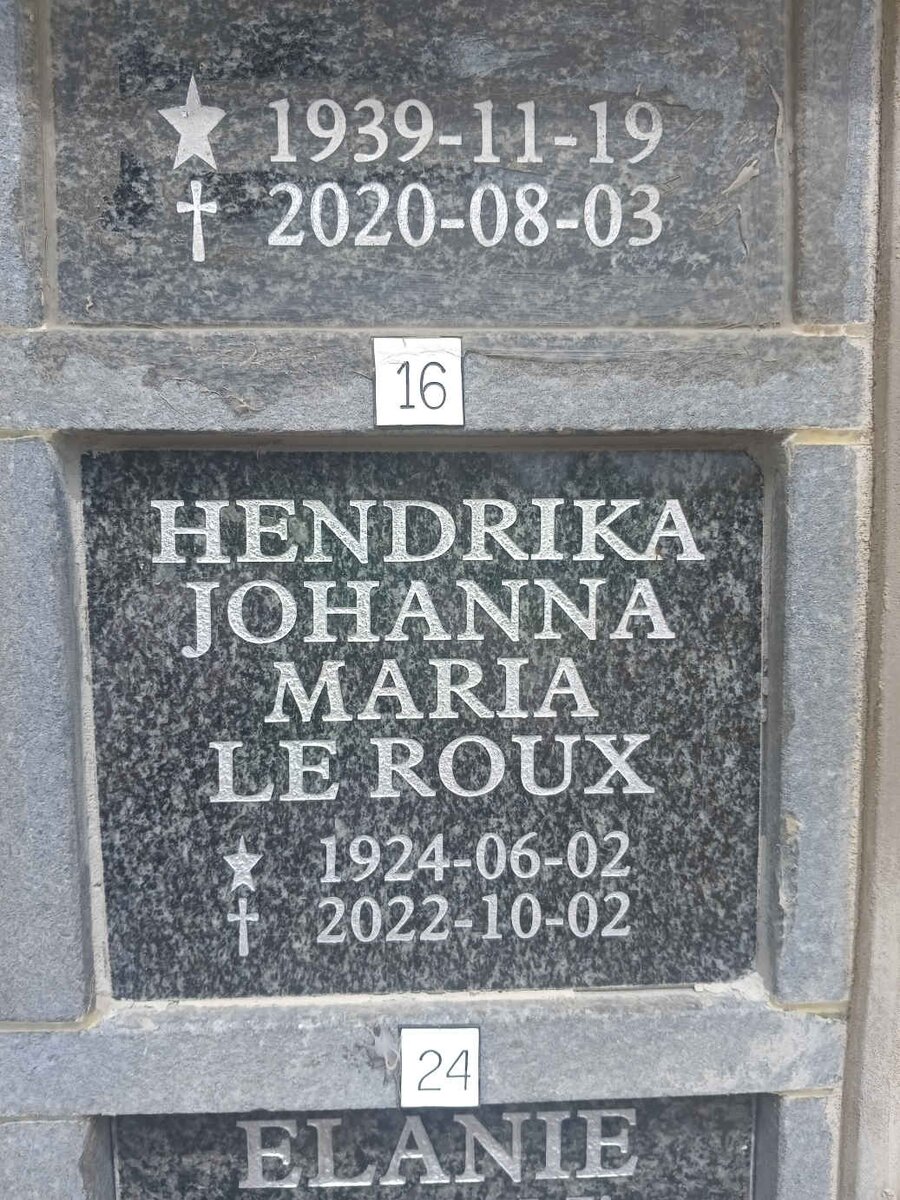 1939-11-19
2020-08-03
16
HENDRIKA
JOHANNA
MARIA
LE ROUX
1924-06-02
2022-10-02
24
ELANIE